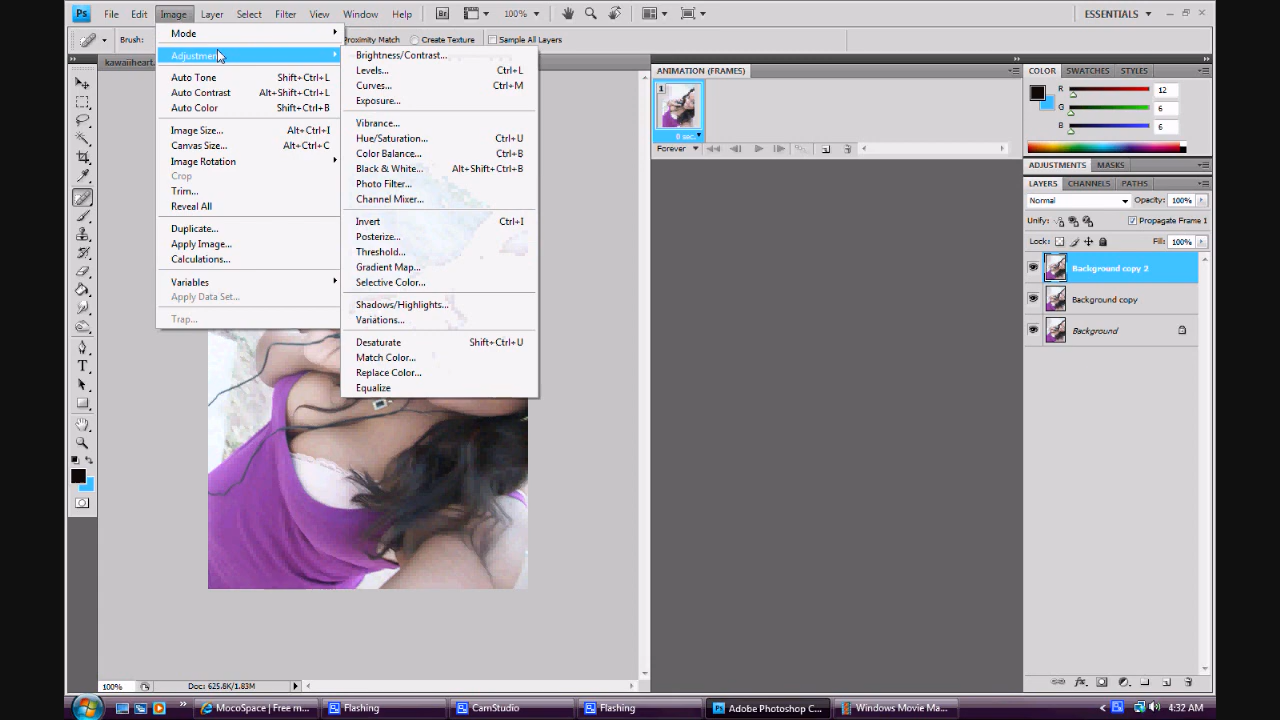 Ps File Edit Image Layer Select Filter View Window Help Br 100% ESSENTIALS
Brush: Proximity Match Create Texture Sample All Layers
kawaiiheart.
Mode
Adjustment
Auto Tone Shift+Ctrl+L
Auto Contrast Alt+Shift+Ctrl+L
Auto Color Shift+Ctrl+B
Image Size... Alt+Ctrl+I
Canvas Size... Alt+Ctrl+C
Image Rotation
Crop
Trim...
Reveal All
Duplicate...
Apply Image...
Calculations...
Variables
Apply Data Set...
Trap...
Brightness/Contrast...
Levels... Ctrl+L
Curves... Ctrl+M
Exposure...
Vibrance...
Hue/Saturation... Ctrl+U
Color Balance... Ctrl+B
Black & White... Alt+Shift+Ctrl+B
Photo Filter...
Channel Mixer...
Invert Ctrl+I
Posterize...
Threshold...
Gradient Map...
Selective Color...
Shadows/Highlights...
Variations...
Desaturate Shift+Ctrl+U
Match Color...
Replace Color...
Equalize
ANIMATION (FRAMES)
1
0 sec.
Forever
COLOR SWATCHES STYLES
R 12
G 6
B 6
ADJUSTMENTS MASKS
LAYERS CHANNELS PATHS
Normal Opacity: 100%
Unify: Propagate Frame 1
Lock: Fill: 100%
Background copy 2
Background copy
Background
100% Doc: 625.8K/1.83M
MocoSpace | Free m... Flashing CamStudio Flashing Adobe Photoshop C... Windows Movie Ma... 4:32 AM